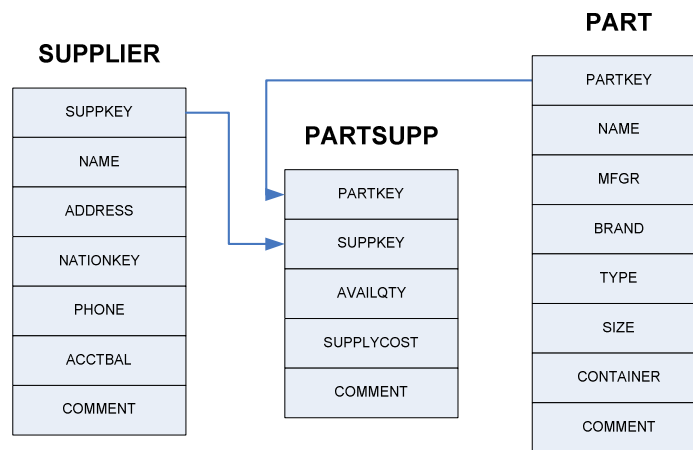 SUPPLIER
SUPPKEY
NAME
ADDRESS
NATIONKEY
PHONE
ACCTBAL
COMMENT
PARTSUPP
PARTKEY
SUPPKEY
AVAILQTY
SUPPLYCOST
COMMENT
PART
PARTKEY
NAME
MFGR
BRAND
TYPE
SIZE
CONTAINER
COMMENT